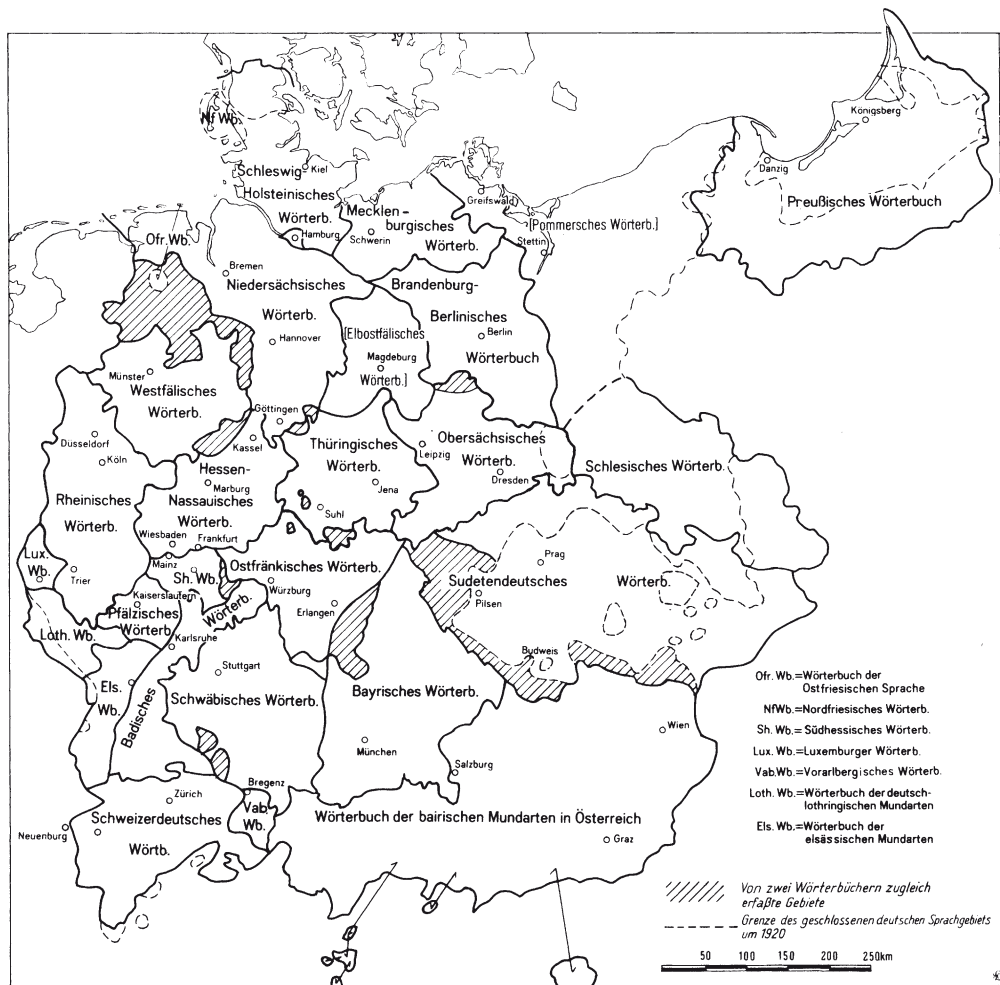 Königsberg
Nf Wb.
Danzig
Schleswig-
Kiel
Preußisches Wörterbuch
Holsteinisches
Wörterb.
Greifswald
Mecklen-
burgisches
Wörterb.
[Pommersches Wörterb.]
Hamburg
Schwerin
Stettin
Ofr. Wb.
Bremen
Niedersächsisches
Wörterb.
Brandenburg-
Berlinisches
Wörterbuch
Berlin
[Elbostfälisches
Magdeburg
Wörterb.]
Hannover
Münster
Westfälisches
Wörterb.
Göttingen
Düsseldorf
Köln
Kassel
Thüringisches
Wörterb.
Jena
Suhl
Obersächsisches
Leipzig
Wörterb.
Dresden
Schlesisches Wörterb.
Hessen-
Marburg
Nassauisches
Wörterb.
Rheinisches
Wörterb.
Wiesbaden
Frankfurt
Lux.
Wb.
Trier
Mainz
Sh. Wb.
Ostfränkisches Wörterb.
Würzburg
Erlangen
Prag
Sudetendeutsches
Wörterb.
Pilsen
Budweis
Kaiserslautern
Pfälzisches
Wörterb.
Loth. Wb.
Karlsruhe
Badisches
Wörterb.
Els.
Wb.
Stuttgart
Schwäbisches Wörterb.
Bayrisches Wörterb.
München
Salzburg
Wien
Bregenz
Vab.
Wb.
Zürich
Schweizerdeutsches
Wörtb.
Neuenburg
Wörterbuch der bairischen Mundarten in Österreich
Graz
Ofr. Wb.=Wörterbuch der
Ostfriesischen Sprache
NfWb.=Nordfriesisches Wörterb.
Sh. Wb.= Südhessisches Wörterb.
Lux. Wb.=Luxemburger Wörterb.
Vab.Wb.=Vorarlbergisches Wörterb.
Loth. Wb.=Wörterbuch der deutsch-
lothringischen Mundarten
Els. Wb.=Wörterbuch der
elsässischen Mundarten
Von zwei Wörterbüchern zugleich
erfaßte Gebiete
Grenze des geschlossenen deutschen Sprachgebiets
um 1920
50 100 150 200 250km